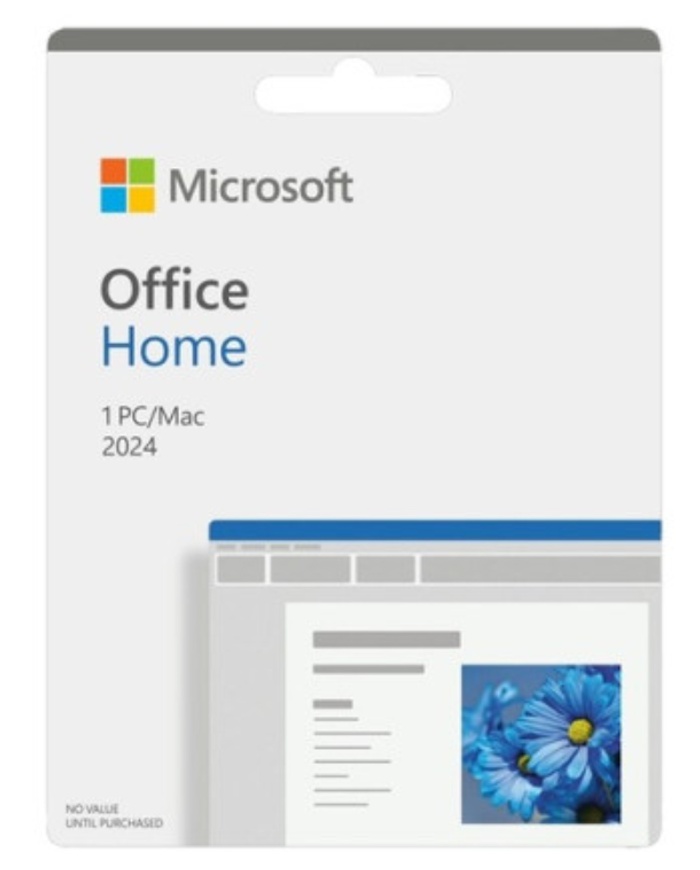 Microsoft
Office
Home
1 PC/Mac
2024
NO VALUE
UNTIL PURCHASED